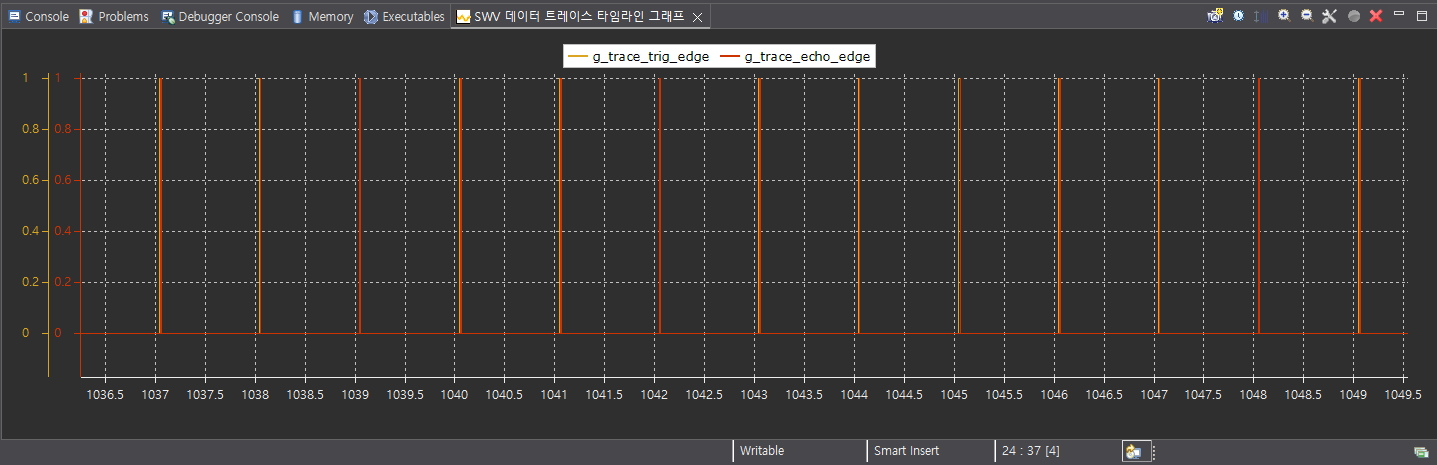 Console Problems Debugger Console Memory Executables SWV 데이터 트레이스 타임라인 그래프
g_trace_trig_edge g_trace_echo_edge
1 1
0.8 0.8
0.6 0.6
0.4 0.4
0.2 0.2
0 0
1036.5 1037 1037.5 1038 1038.5 1039 1039.5 1040 1040.5 1041 1041.5 1042 1042.5 1043 1043.5 1044 1044.5 1045 1045.5 1046 1046.5 1047 1047.5 1048 1048.5 1049 1049.5
Writable Smart Insert 24 : 37 [4]